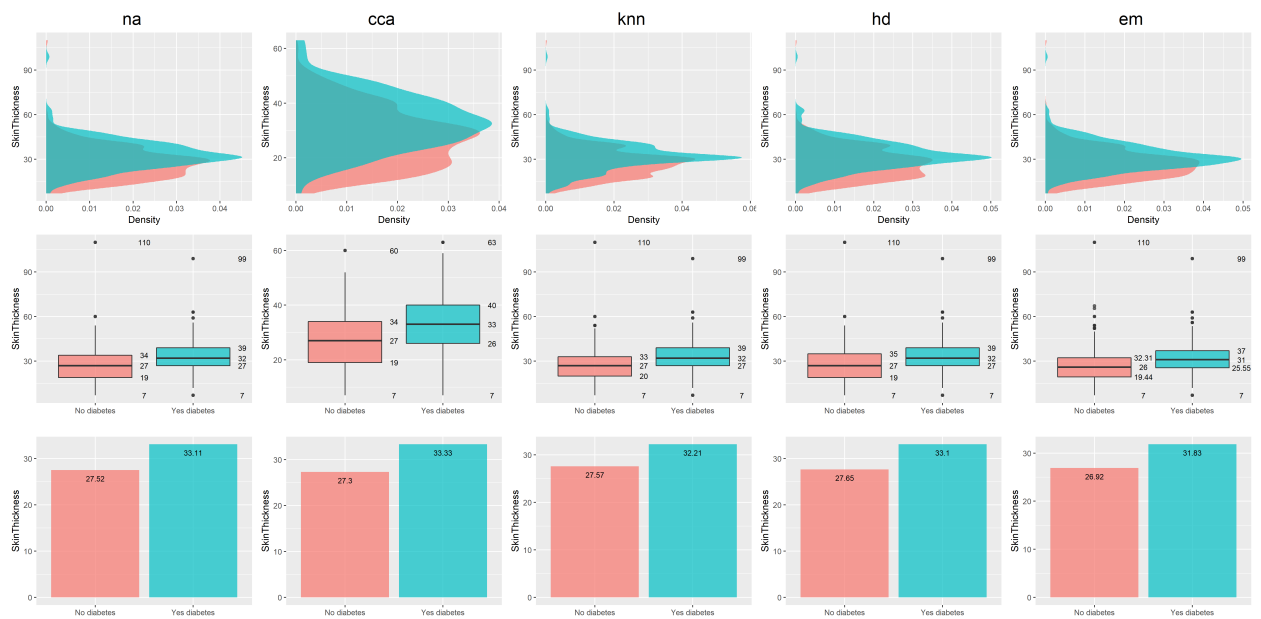 na cca knn hd em
SkinThickness
90
60
30
0.00 0.01 0.02 0.03 0.04
Density
SkinThickness
60
40
20
0.00 0.01 0.02 0.03 0.04
Density
SkinThickness
90
60
30
0.00 0.02 0.04 0.0
Density
SkinThickness
90
60
30
0.00 0.01 0.02 0.03 0.04 0.05
Density
SkinThickness
90
60
30
0.00 0.01 0.02 0.03 0.04 0.05
Density
SkinThickness
90
60
30
110
99
34
27
19
39
32
27
7 7
No diabetes Yes diabetes
SkinThickness
60
40
20
60
63
34
27
19
40
33
26
7 7
No diabetes Yes diabetes
SkinThickness
90
60
30
110
99
33
27
20
39
32
27
7 7
No diabetes Yes diabetes
SkinThickness
90
60
30
110
99
35
27
19
39
32
27
7 7
No diabetes Yes diabetes
SkinThickness
90
60
30
110
99
32.31
26
19.44
37
31
25.55
7 7
No diabetes Yes diabetes
SkinThickness
30
20
10
0
27.52 33.11
No diabetes Yes diabetes
SkinThickness
30
20
10
0
27.3 33.33
No diabetes Yes diabetes
SkinThickness
30
20
10
0
27.57 32.21
No diabetes Yes diabetes
SkinThickness
30
20
10
0
27.65 33.1
No diabetes Yes diabetes
SkinThickness
30
20
10
0
26.92 31.83
No diabetes Yes diabetes